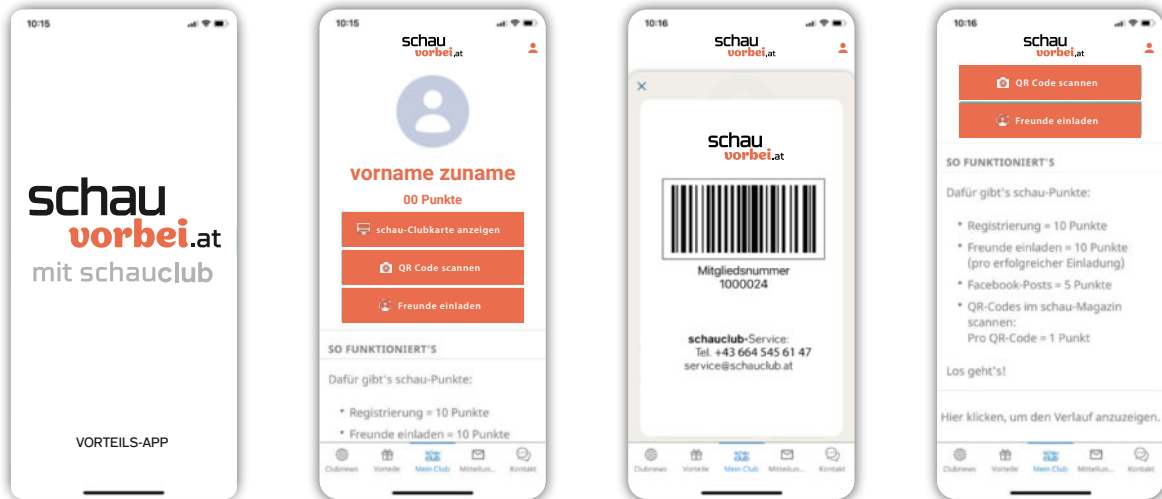 10:15
schau
vorbei.at
mit schauclub
VORTEILS-APP
10:15
schau
vorbei.at
vorname zuname
00 Punkte
schau-Clubkarte anzeigen
QR Code scannen
Freunde einladen
SO FUNKTIONIERT'S
Dafür gibt's schau-Punkte:
• Registrierung = 10 Punkte
• Freunde einladen = 10 Punkte
Clubnews Vorteile Mein Club Mitteilun... Kontakt
10:16
schau
vorbei.at
schau
vorbei.at
Mitgliedsnummer
1000024
schauclub-Service:
Tel. +43 664 545 61 47
service@schauclub.at
Clubnews Vorteile Mein Club Mitteilun... Kontakt
10:16
schau
vorbei.at
QR Code scannen
Freunde einladen
SO FUNKTIONIERT'S
Dafür gibt's schau-Punkte:
• Registrierung = 10 Punkte
• Freunde einladen = 10 Punkte
(pro erfolgreicher Einladung)
• Facebook-Posts = 5 Punkte
• QR-Codes im schau-Magazin
scannen:
Pro QR-Code = 1 Punkt
Los geht's!
Hier klicken, um den Verlauf anzuzeigen.
Clubnews Vorteile Mein Club Mitteilun... Kontakt